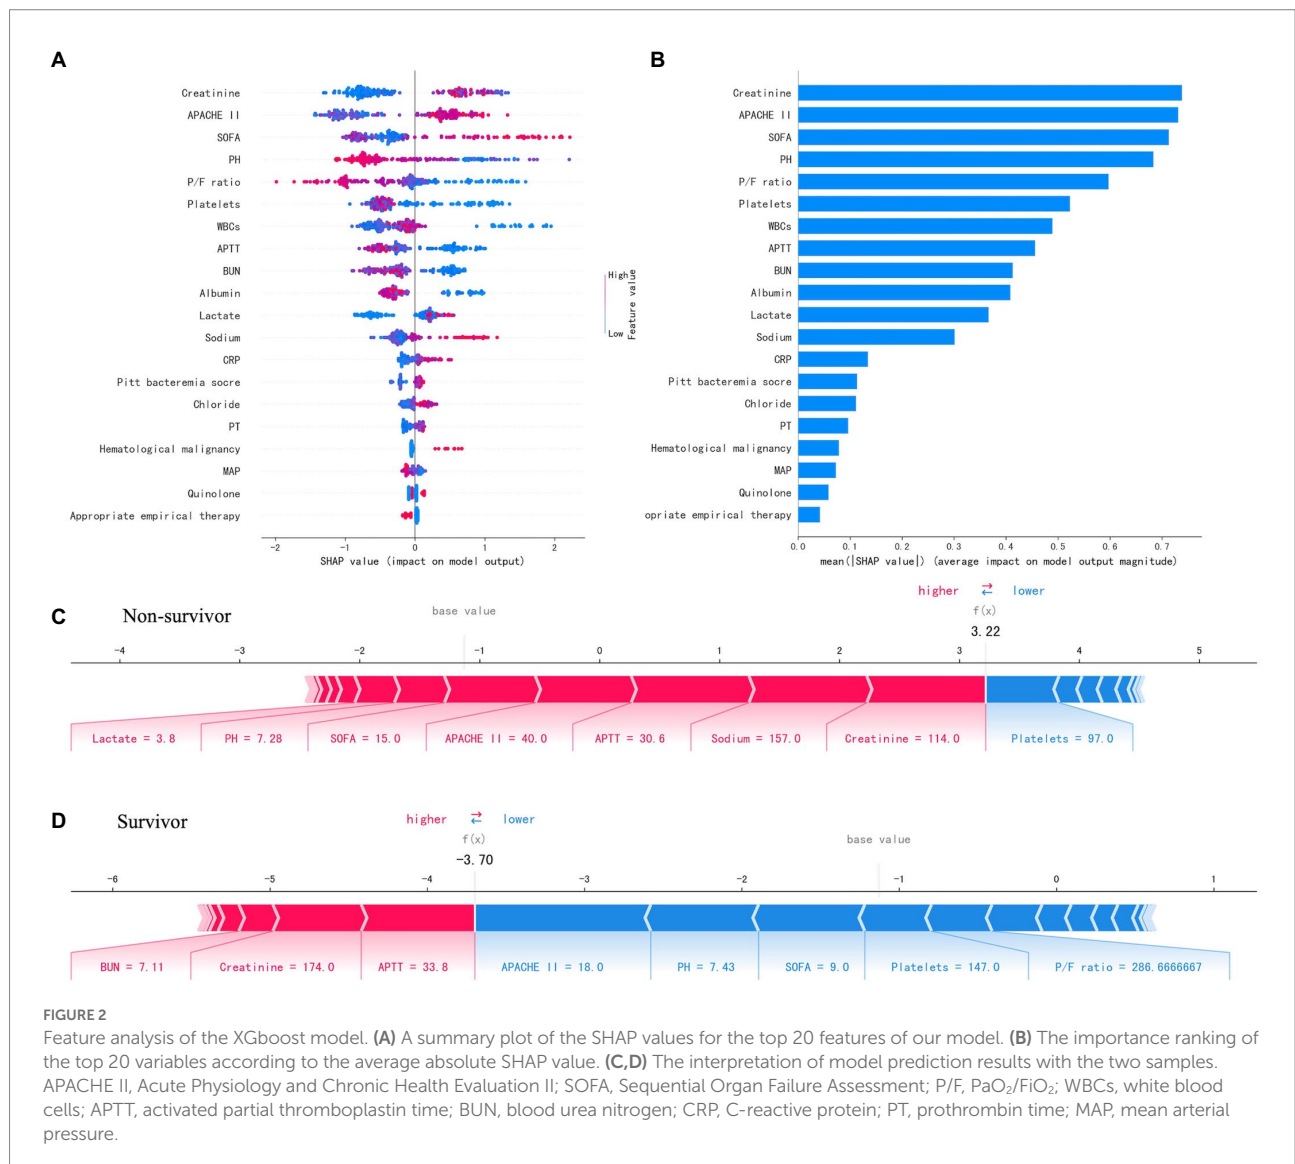 A
Creatinine
APACHE II
SOFA
PH
P/F ratio
Platelets
WBCs
APTT
BUN
Albumin
Lactate
Sodium
CRP
Pitt bacteremia socre
Chloride
PT
Hematological malignancy
MAP
Quinolone
Appropriate empirical therapy
-2 -1 0 1 2
SHAP value (impact on model output)
High
Low
Feature value
B
Creatinine
APACHE II
SOFA
PH
P/F ratio
Platelets
WBCs
APTT
BUN
Albumin
Lactate
Sodium
CRP
Pitt bacteremia socre
Chloride
PT
Hematological malignancy
MAP
Quinolone
opriate empirical therapy
0.0 0.1 0.2 0.3 0.4 0.5 0.6 0.7
mean(|SHAP value|) (average impact on model output magnitude)
C Non-survivor
higher ⇄ lower
base value f(x)
3.22
-4 -3 -2 -1 0 1 2 3 4 5
Lactate = 3.8 PH = 7.28 SOFA = 15.0 APACHE II = 40.0 APTT = 30.6 Sodium = 157.0 Creatinine = 114.0 Platelets = 97.0
D Survivor
higher ⇄ lower
f(x) base value
-3.70
-6 -5 -4 -3 -2 -1 0 1
BUN = 7.11 Creatinine = 174.0 APTT = 33.8 APACHE II = 18.0 PH = 7.43 SOFA = 9.0 Platelets = 147.0 P/F ratio = 286.6666667
FIGURE 2
Feature analysis of the XGboost model. (A) A summary plot of the SHAP values for the top 20 features of our model. (B) The importance ranking of
the top 20 variables according to the average absolute SHAP value. (C,D) The interpretation of model prediction results with the two samples.
APACHE II, Acute Physiology and Chronic Health Evaluation II; SOFA, Sequential Organ Failure Assessment; P/F, PaO₂/FiO₂; WBCs, white blood
cells; APTT, activated partial thromboplastin time; BUN, blood urea nitrogen; CRP, C-reactive protein; PT, prothrombin time; MAP, mean arterial
pressure.